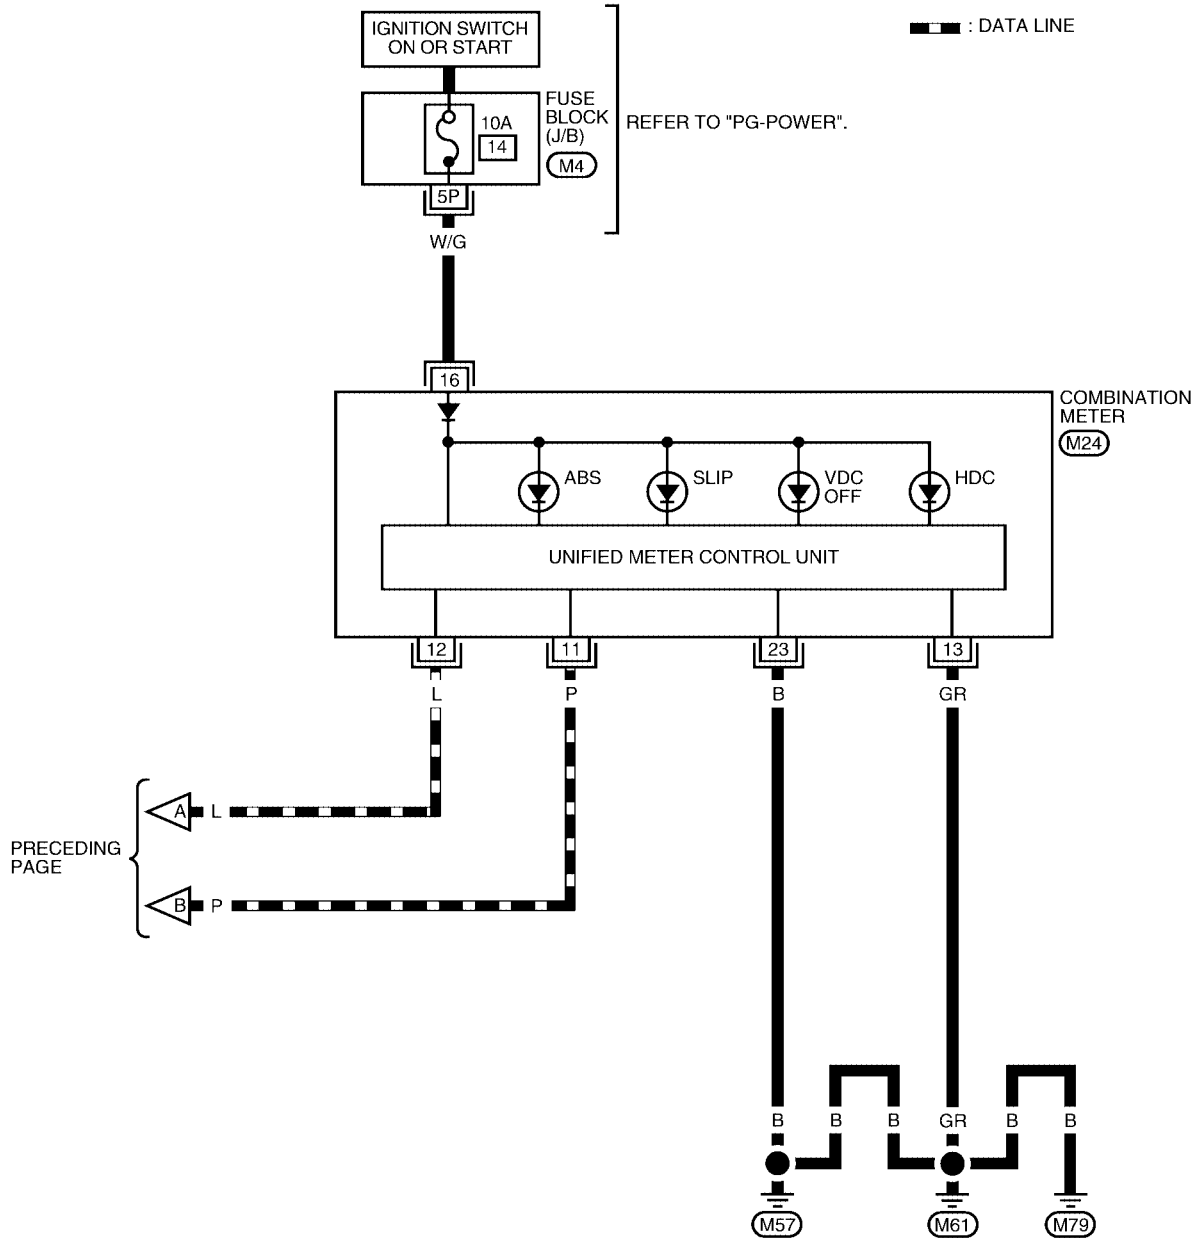 IGNITION SWITCH
ON OR START
: DATA LINE
FUSE
BLOCK
(J/B)
M4
10A
14
REFER TO "PG-POWER".
5P
W/G
16
COMBINATION
METER
M24
ABS
SLIP
VDC
OFF
HDC
UNIFIED METER CONTROL UNIT
12
11
23
13
L
P
B
GR
A
L
PRECEDING
PAGE
B
P
B
B
B
GR
B
B
M57
M61
M79